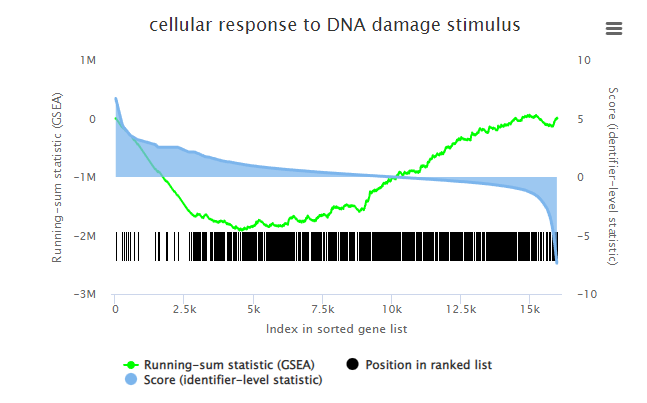 cellular response to DNA damage stimulus
1M
0
−1M
−2M
−3M
Running-sum statistic (GSEA)
10
5
0
−5
−10
Score (identifier-level statistic)
0
2.5k
5k
7.5k
10k
12.5k
15k
Index in sorted gene list
Running-sum statistic (GSEA)
Position in ranked list
Score (identifier-level statistic)